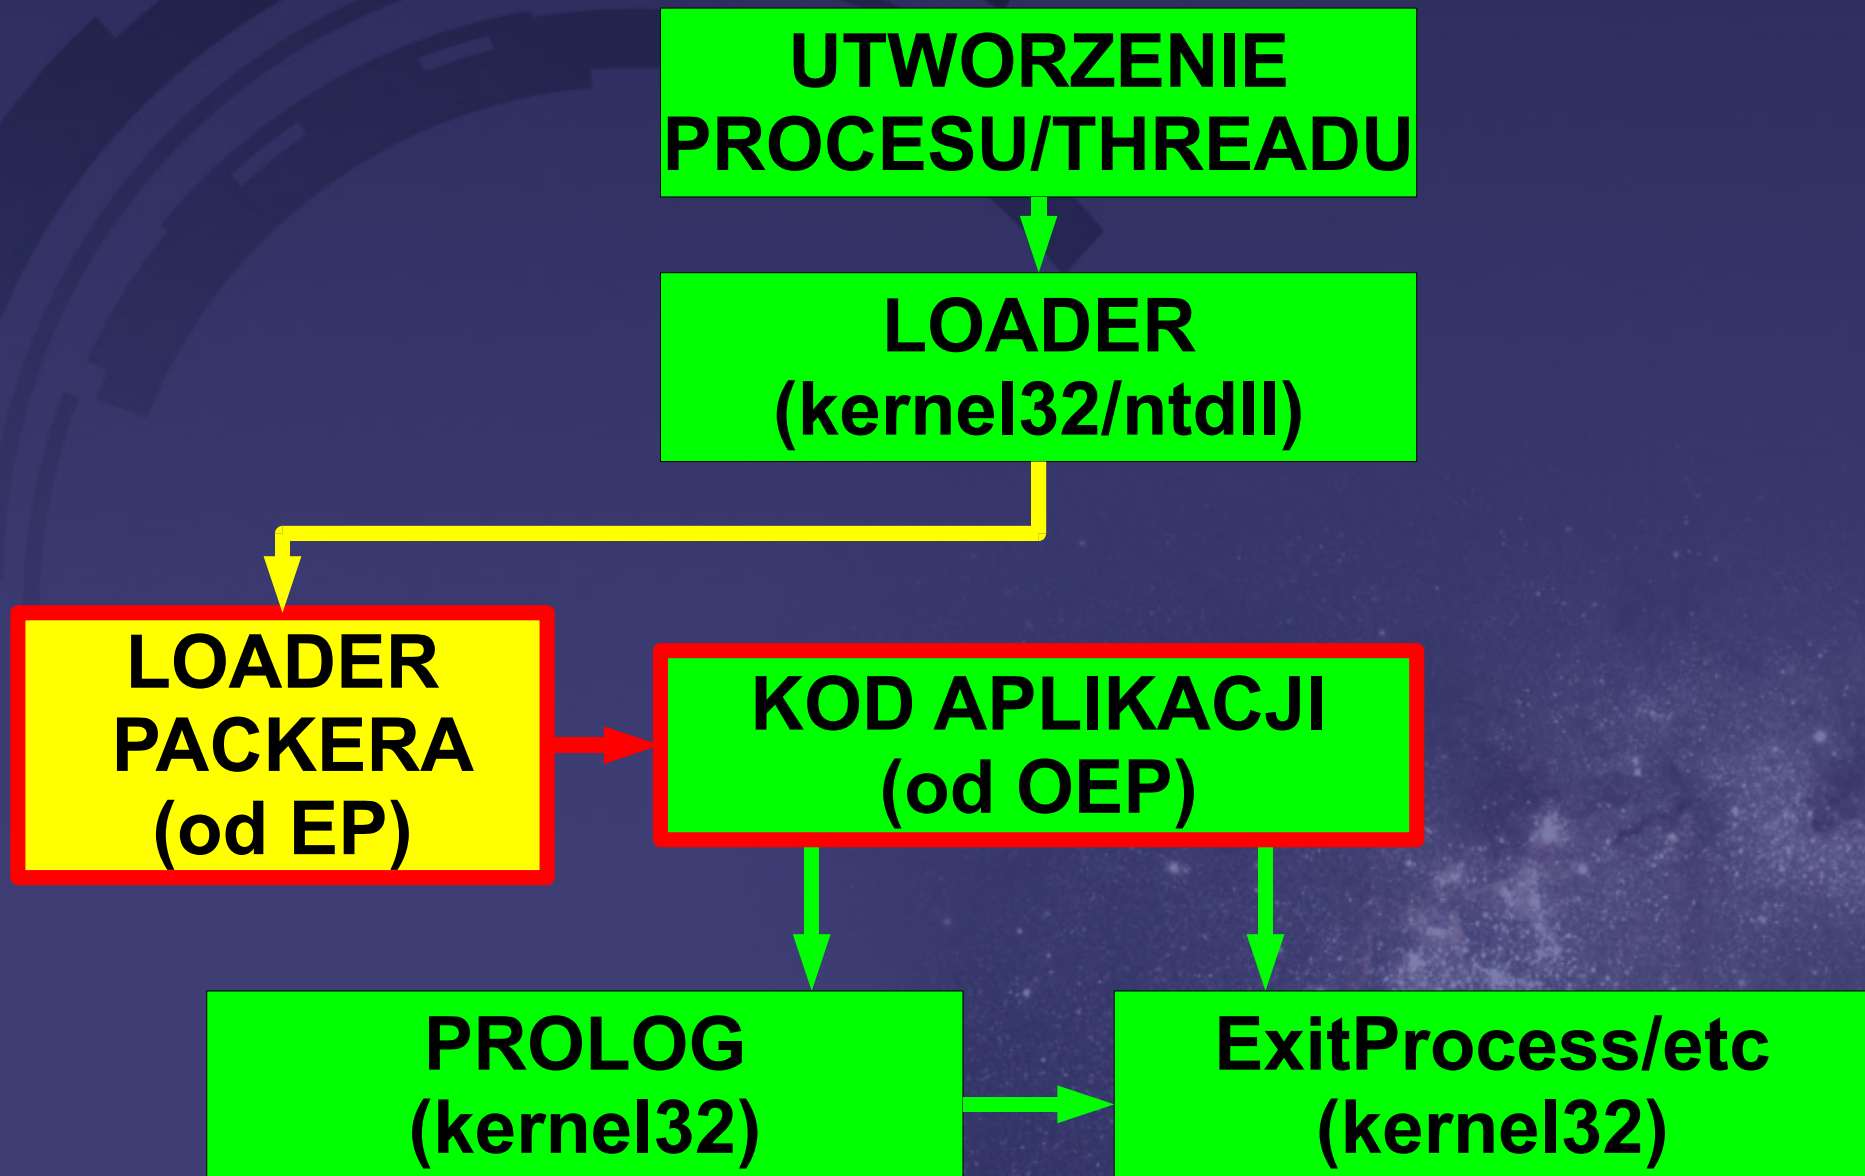 UTWORZENIE
PROCESU/THREADU
LOADER
(kernel32/ntdll)
LOADER
PACKERA
(od EP)
KOD APLIKACJI
(od OEP)
PROLOG
(kernel32)
ExitProcess/etc
(kernel32)